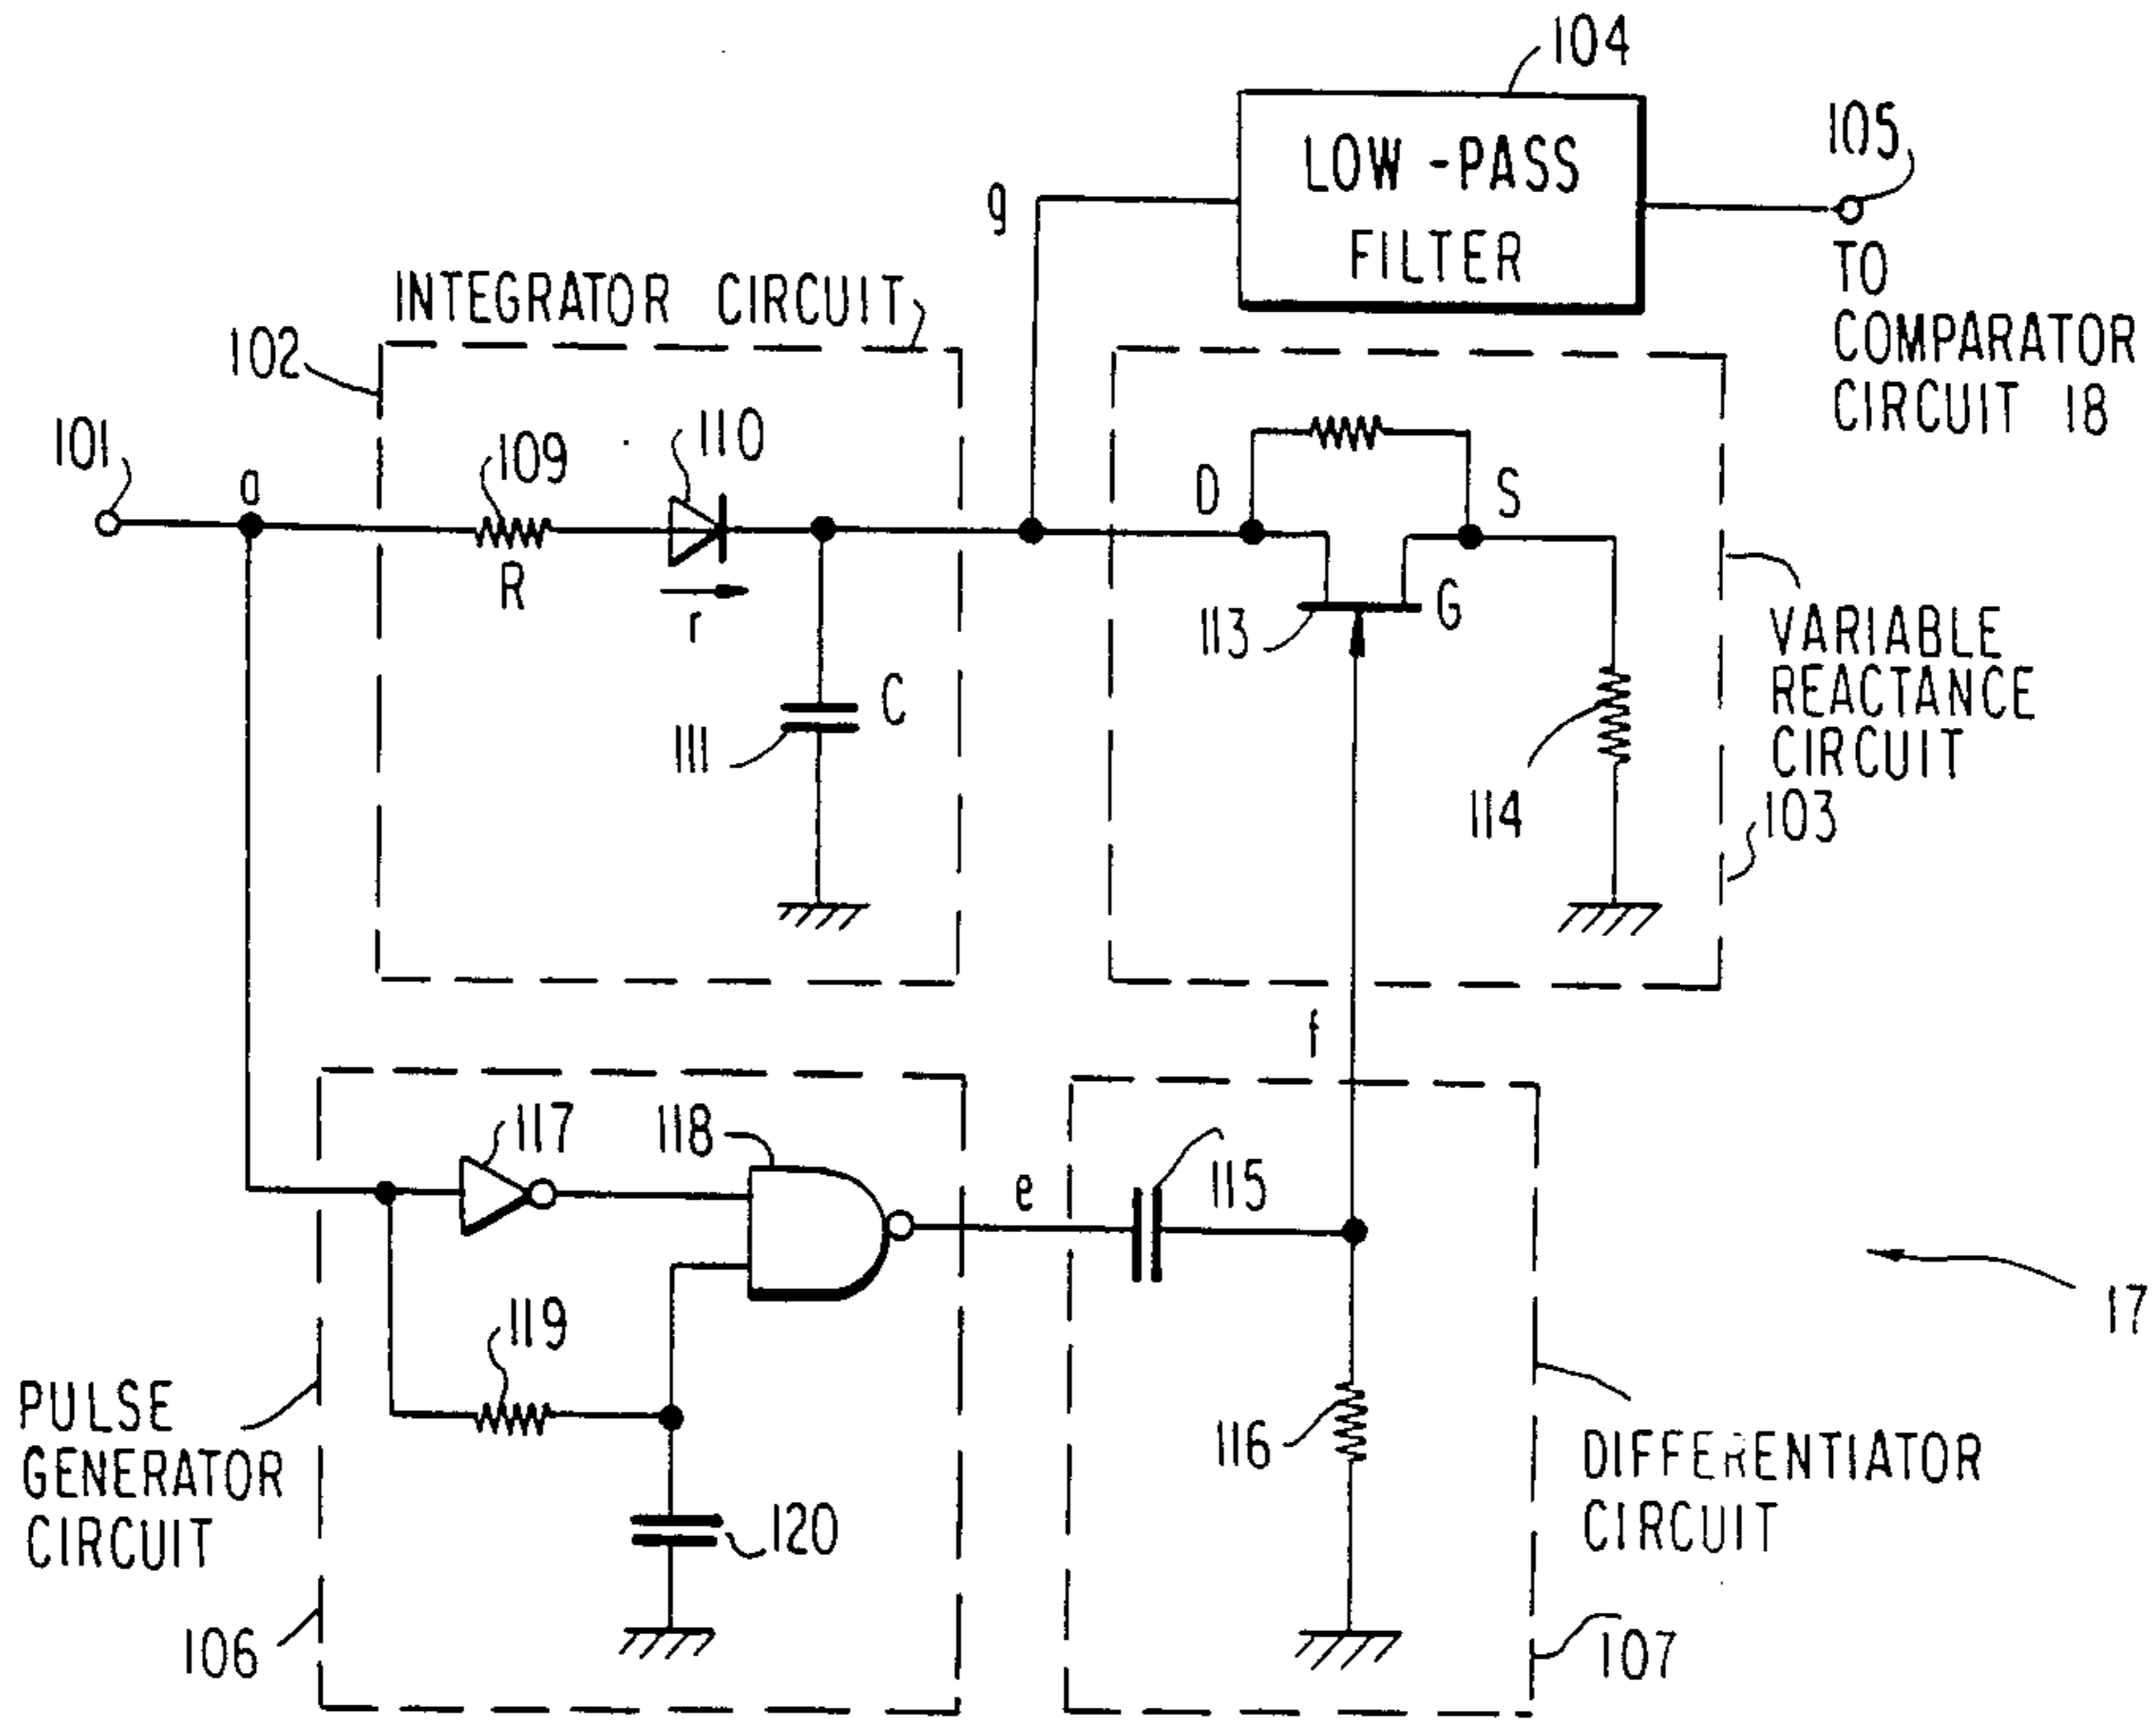 104
LOW -PASS
FILTER
105
TO
COMPARATOR
CIRCUIT 18
g
INTEGRATOR CIRCUIT
102
101
a
109
R
110
r
111
C
D
S
G
113
114
VARIABLE
REACTANCE
CIRCUIT
103
f
117
118
e
115
119
116
120
17
PULSE
GENERATOR
CIRCUIT
106
DIFFERENTIATOR
CIRCUIT
107